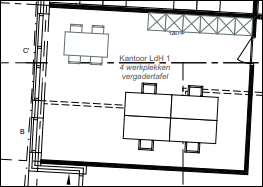 Kantoor LdH 1
4 werkplekken
vergadertafel
C'
B